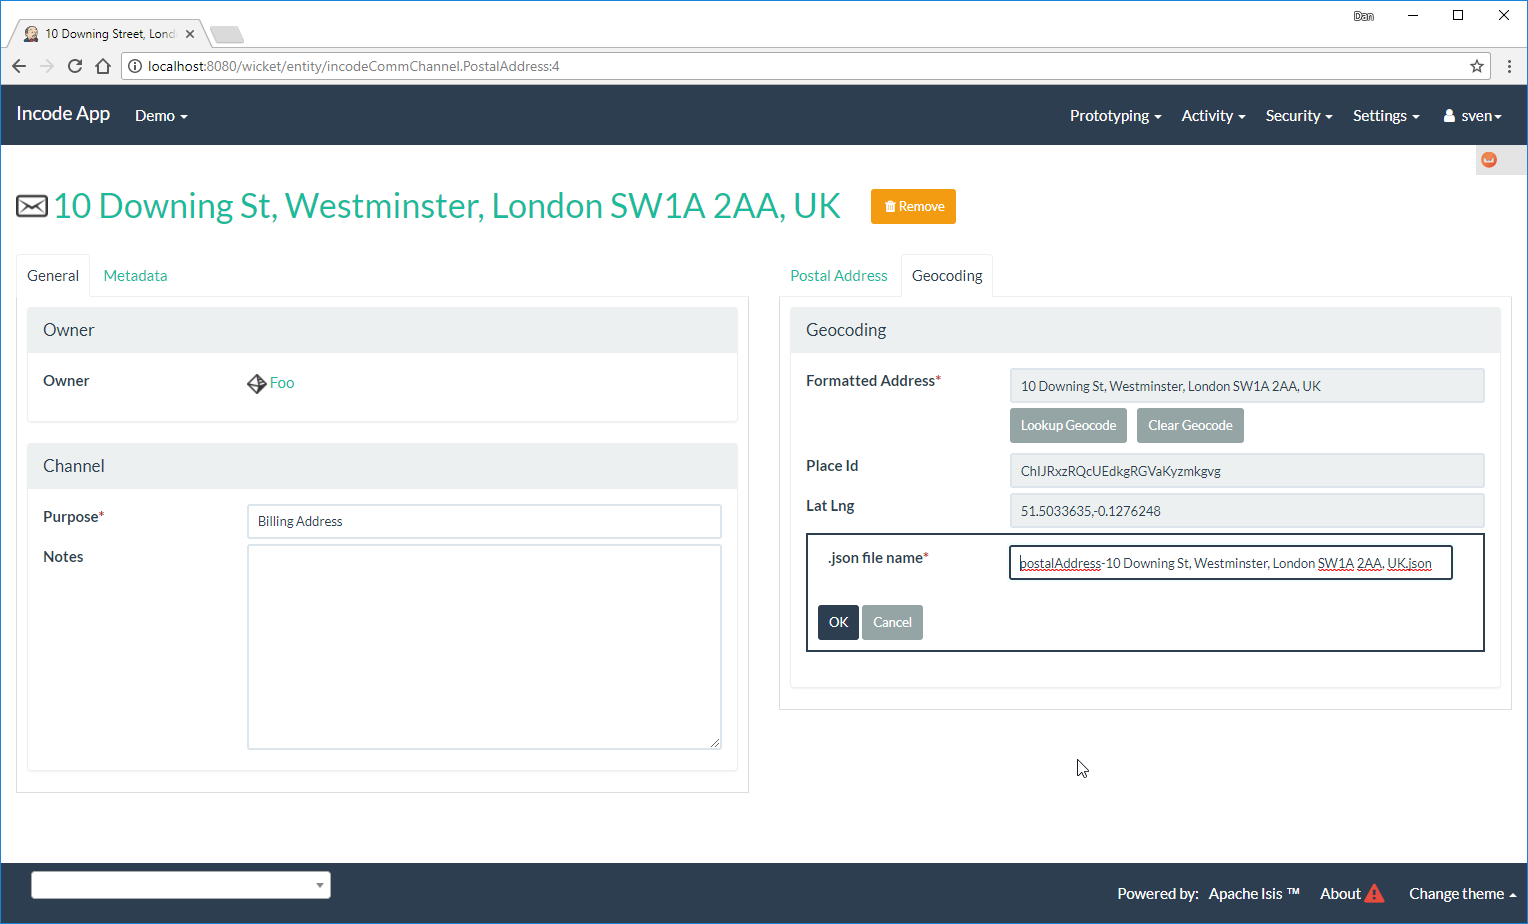 Dan
10 Downing Street, Lond
localhost:8080/wicket/entity/incodeCommChannel.PostalAddress:4
Incode App Demo Prototyping Activity Security Settings sven
10 Downing St, Westminster, London SW1A 2AA, UK Remove
General Metadata
Owner
Owner Foo
Channel
Purpose* Billing Address
Notes
Postal Address Geocoding
Geocoding
Formatted Address* 10 Downing St, Westminster, London SW1A 2AA, UK
Lookup Geocode Clear Geocode
Place Id ChIJRxzRQcUEdkgRGVaKyzmkgvg
Lat Lng 51.5033635,-0.1276248
.json file name* postalAddress-10 Downing St, Westminster, London SW1A 2AA, UK.json
OK Cancel
Powered by: Apache Isis ™ About Change theme